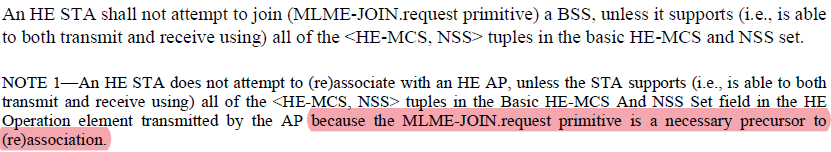 An HE STA shall not attempt to join (MLME-JOIN.request primitive) a BSS, unless it supports (i.e., is able
to both transmit and receive using) all of the <HE-MCS, NSS> tuples in the basic HE-MCS and NSS set.
NOTE 1—An HE STA does not attempt to (re)associate with an HE AP, unless the STA supports (i.e., is able to both
transmit and receive using) all of the <HE-MCS, NSS> tuples in the Basic HE-MCS And NSS Set field in the HE
Operation element transmitted by the AP because the MLME-JOIN.request primitive is a necessary precursor to
(re)association.